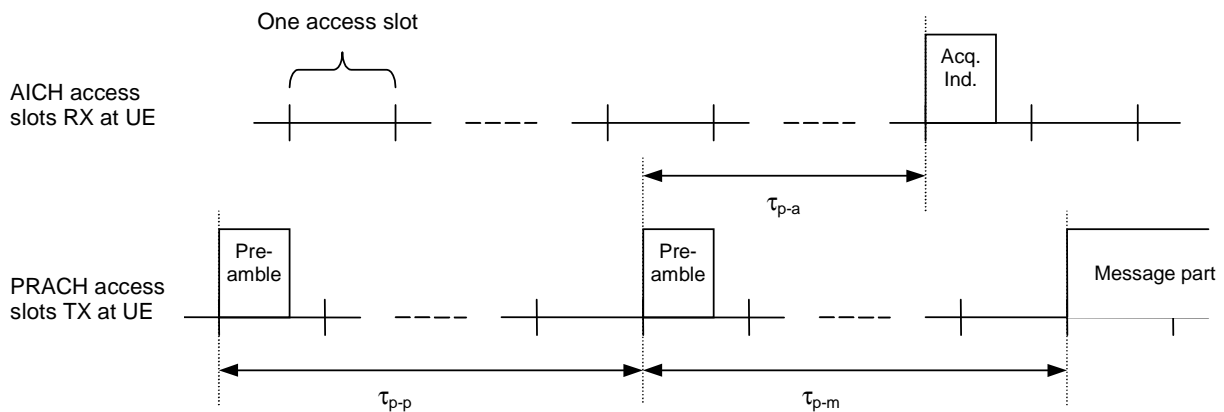 One access slot
AICH access
slots RX at UE
Acq.
Ind.
τp-a
PRACH access
slots TX at UE
Pre-
amble
Pre-
amble
Message part
τp-p
τp-m